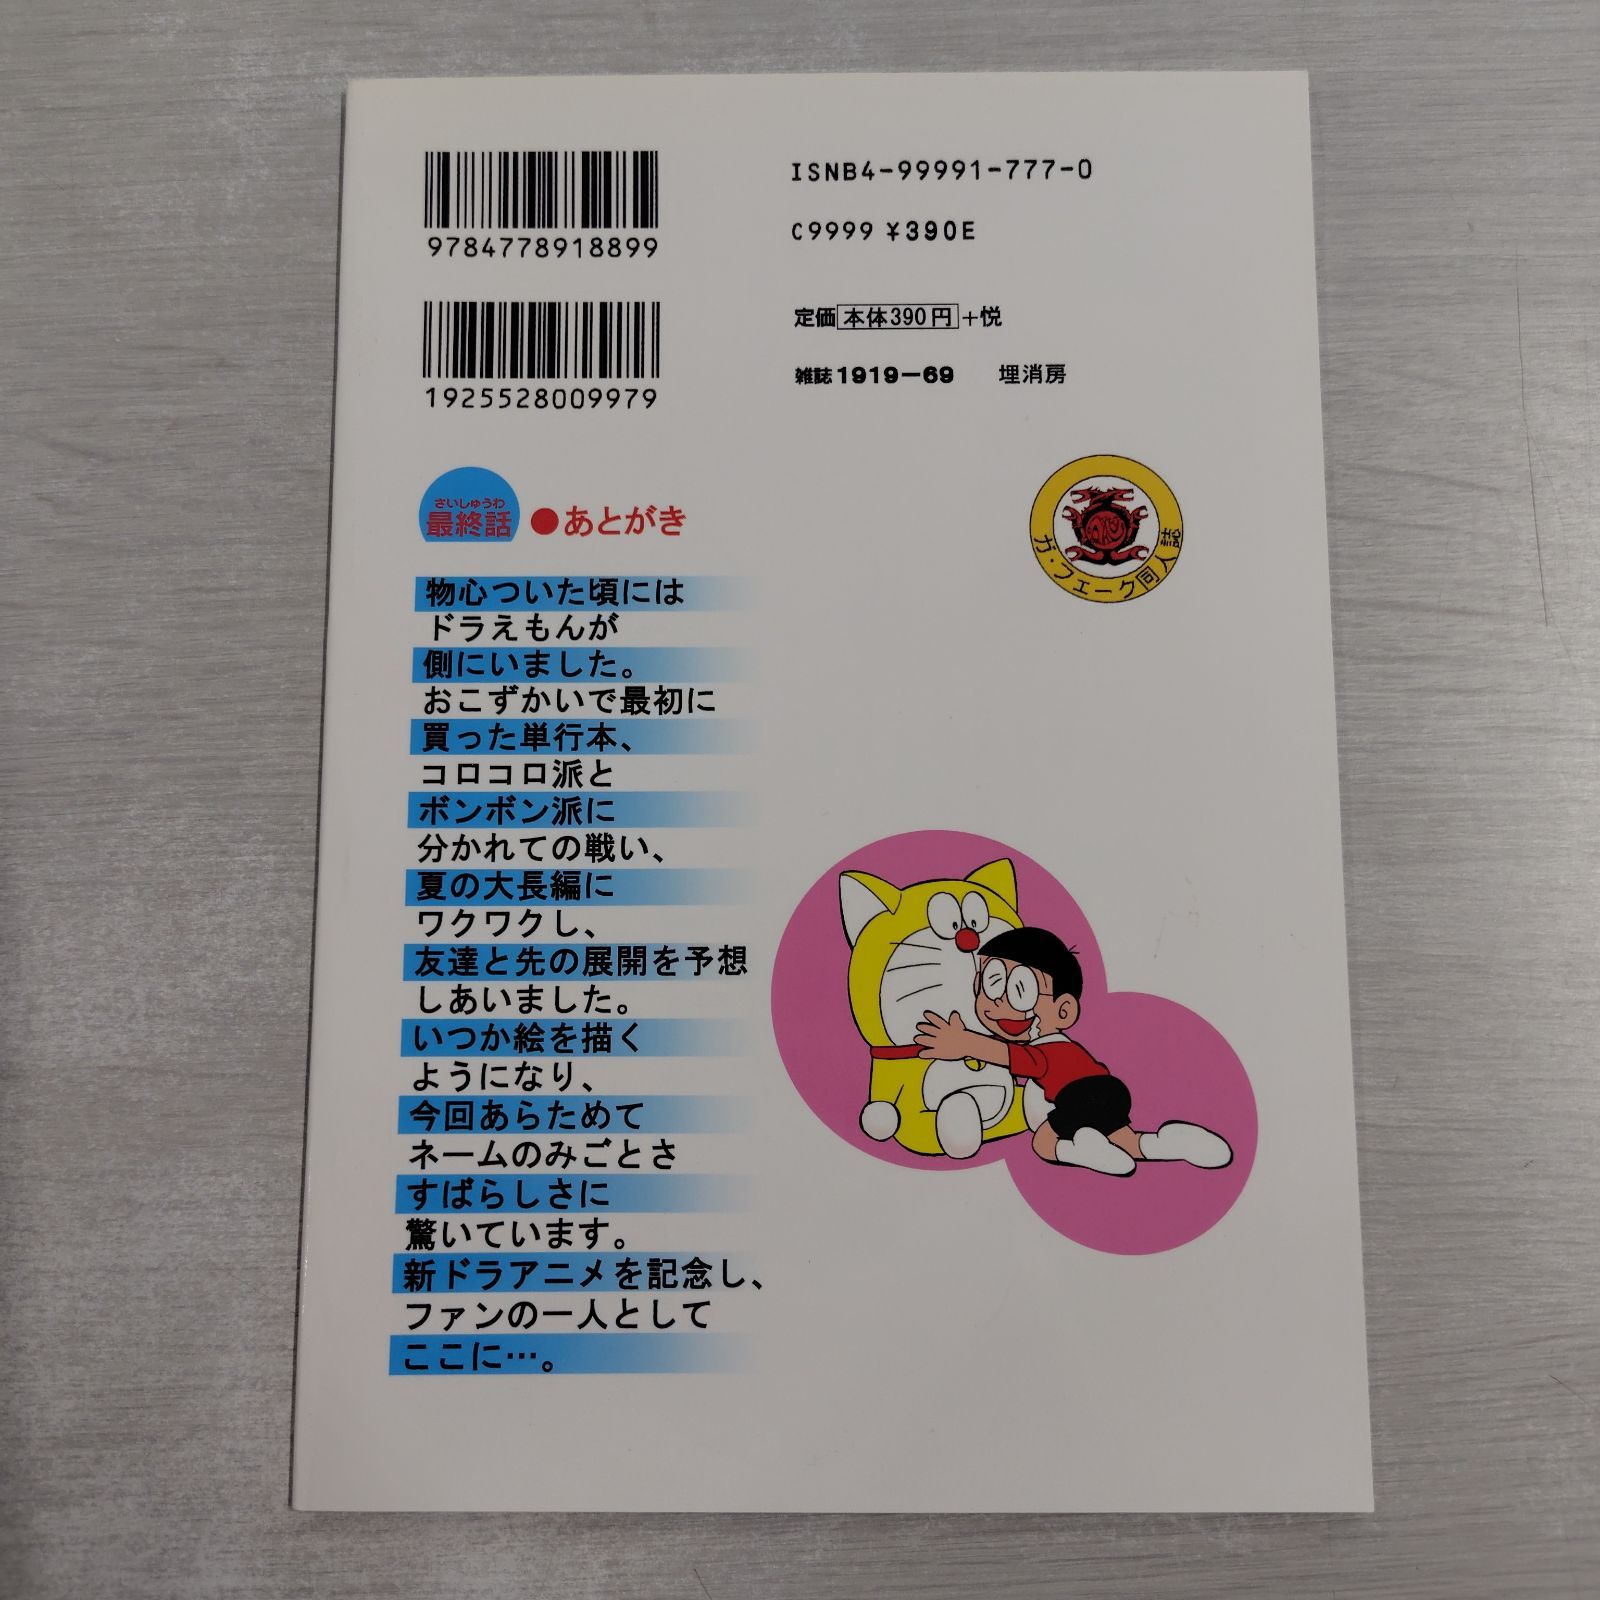 ISNB4-99991-777-0
9784778918899
C9999 ¥390E
定価 本体390円 +悦
1925528009979
雑誌1919-69 埋消房
さいしゅうわ
最終話 ●あとがき
ガ・フェーク同人誌
物心ついた頃には
ドラえもんが
側にいました。
おこずかいで最初に
買った単行本、
コロコロ派と
ボンボン派に
分かれての戦い、
夏の大長編に
ワクワクし、
友達と先の展開を予想
しあいました。
いつか絵を描く
ようになり、
今回あらためて
ネームのみごとさ
すばらしさに
驚いています。
新ドラアニメを記念し、
ファンの一人として
ここに…。